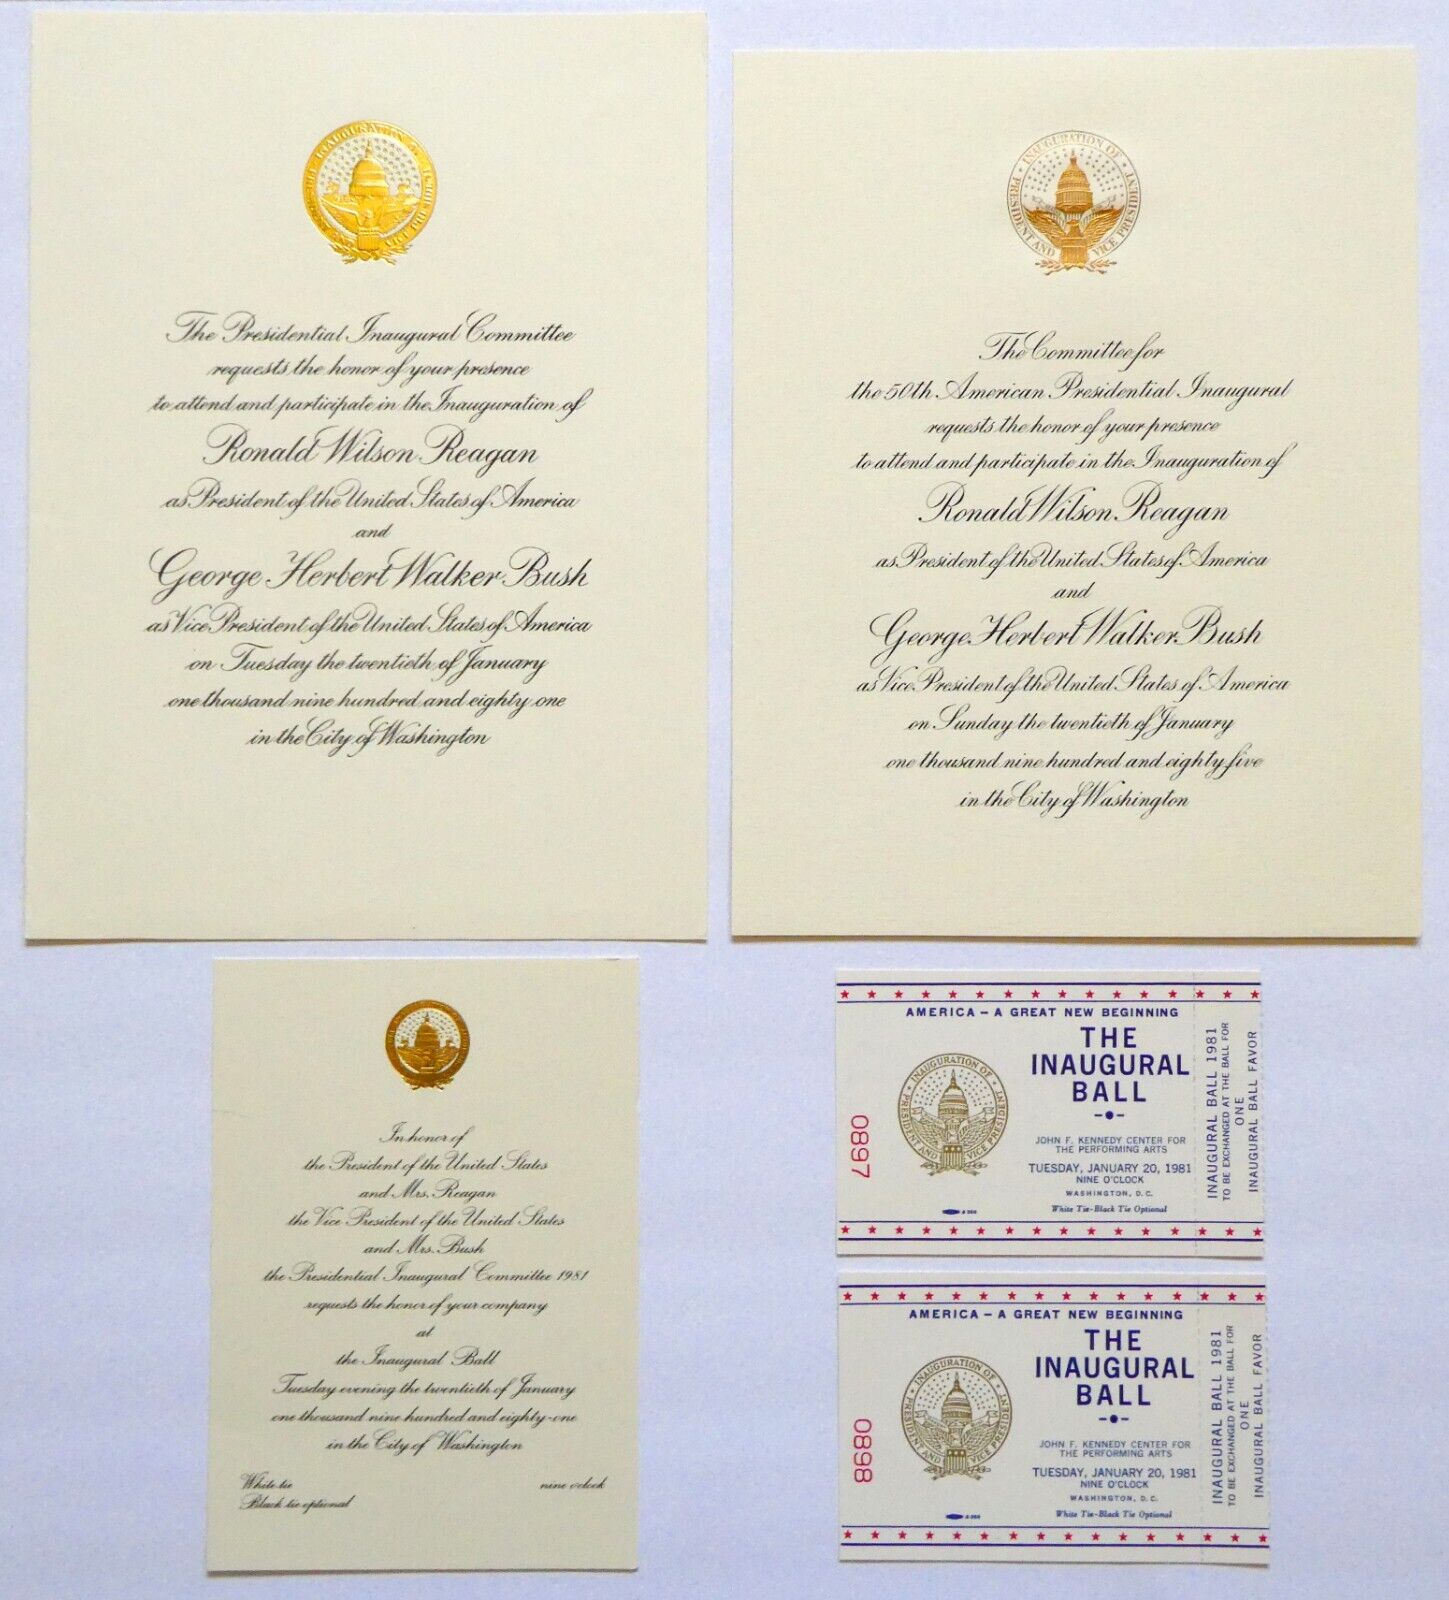 INAUGURATION OF
PRESIDENT AND VICE PRESIDENT
The Presidential Inaugural Committee
requests the honor of your presence
to attend and participate in the Inauguration of
Ronald Wilson Reagan
as President of the United States of America
and
George Herbert Walker Bush
as Vice President of the United States of America
on Tuesday the twentieth of January
one thousand nine hundred and eighty one
in the City of Washington
INAUGURATION OF
PRESIDENT AND VICE PRESIDENT
The Committee for
the 50th American Presidential Inaugural
requests the honor of your presence
to attend and participate in the Inauguration of
Ronald Wilson Reagan
as President of the United States of America
and
George Herbert Walker Bush
as Vice President of the United States of America
on Sunday the twentieth of January
one thousand nine hundred and eighty five
in the City of Washington
In honor of
the President of the United States
and Mrs. Reagan
the Vice President of the United States
and Mrs. Bush
the Presidential Inaugural Committee 1981
requests the honor of your company
at
the Inaugural Ball
Tuesday evening the twentieth of January
one thousand nine hundred and eighty-one
in the City of Washington
White tie
Black tie optional
nine o'clock
AMERICA – A GREAT NEW BEGINNING
THE
INAUGURAL
BALL
INAUGURATION OF
PRESIDENT AND VICE PRESIDENT
0897
JOHN F. KENNEDY CENTER FOR
THE PERFORMING ARTS
TUESDAY, JANUARY 20, 1981
NINE O'CLOCK
WASHINGTON, D.C.
White Tie-Black Tie Optional
INAUGURAL BALL 1981
TO BE EXCHANGED AT THE BALL FOR
ONE
INAUGURAL BALL FAVOR
AMERICA – A GREAT NEW BEGINNING
THE
INAUGURAL
BALL
INAUGURATION OF
PRESIDENT AND VICE PRESIDENT
0898
JOHN F. KENNEDY CENTER FOR
THE PERFORMING ARTS
TUESDAY, JANUARY 20, 1981
NINE O'CLOCK
WASHINGTON, D.C.
White Tie-Black Tie Optional
INAUGURAL BALL 1981
TO BE EXCHANGED AT THE BALL FOR
ONE
INAUGURAL BALL FAVOR